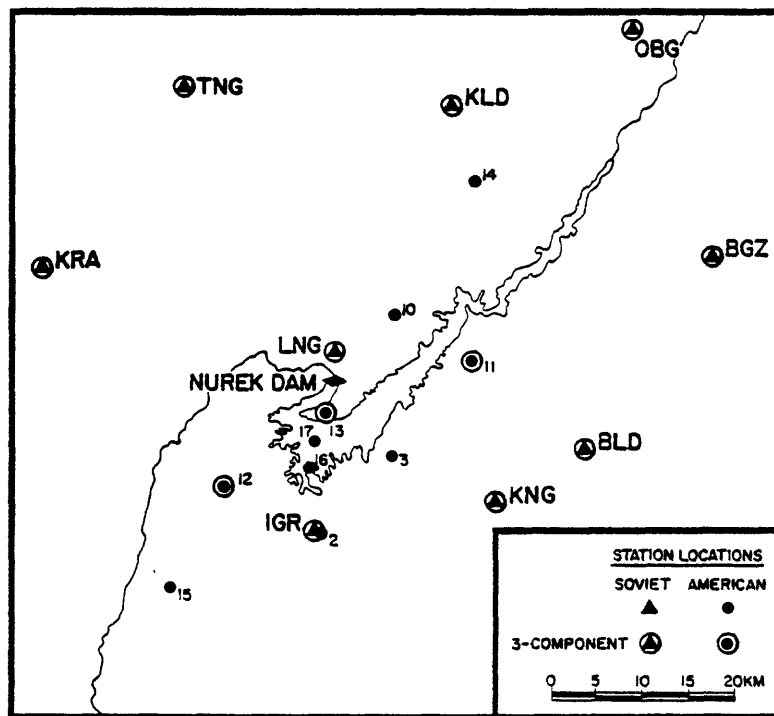 OBG
TNG
KLD
14
BGZ
KRA
10
LNG
11
NUREK DAM
13
17
3
BLD
16
12
KNG
IGR
2
15
STATION LOCATIONS
SOVIET AMERICAN
3-COMPONENT
0 5 10 15 20KM